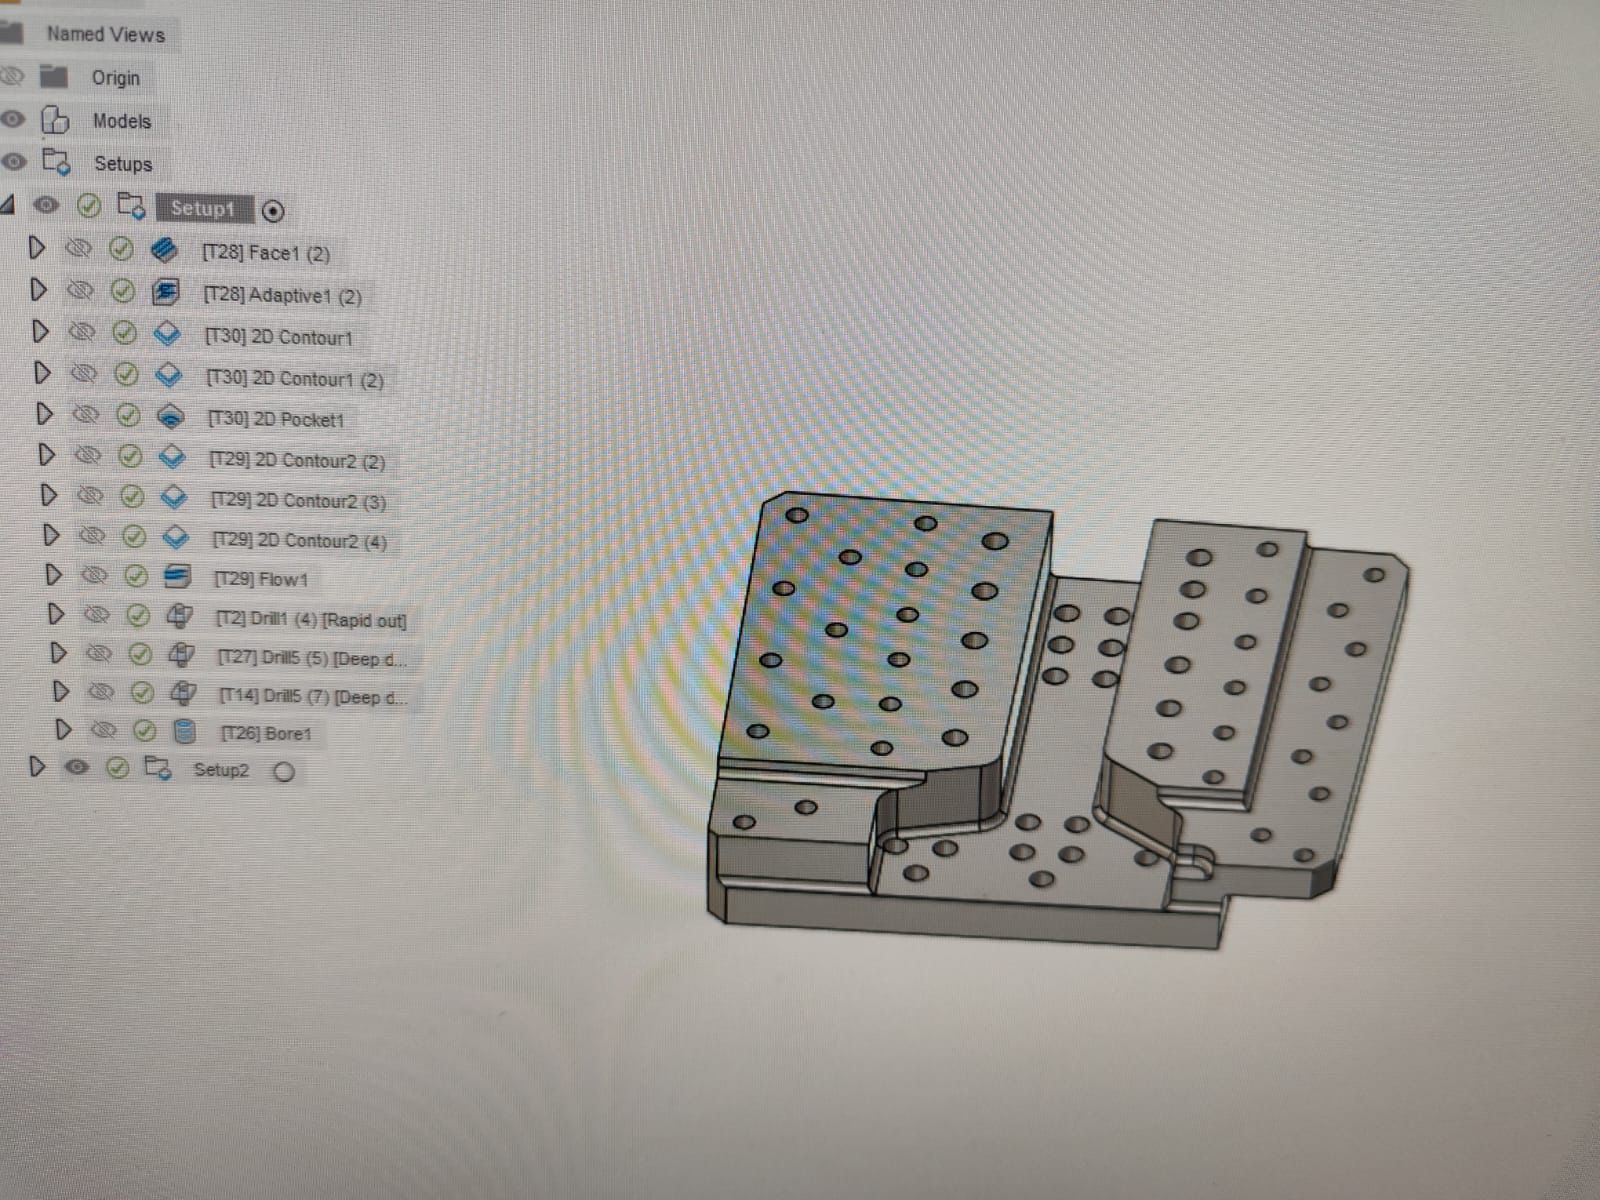 Named Views
Origin
Models
Setups
Setup1
[T28] Face1 (2)
[T28] Adaptive1 (2)
[T30] 2D Contour1
[T30] 2D Contour1 (2)
[T30] 2D Pocket1
[T29] 2D Contour2 (2)
[T29] 2D Contour2 (3)
[T29] 2D Contour2 (4)
[T29] Flow1
[T2] Drill1 (4) [Rapid out]
[T27] Drill5 (5) [Deep d...
[T14] Drill5 (7) [Deep d...
[T26] Bore1
Setup2